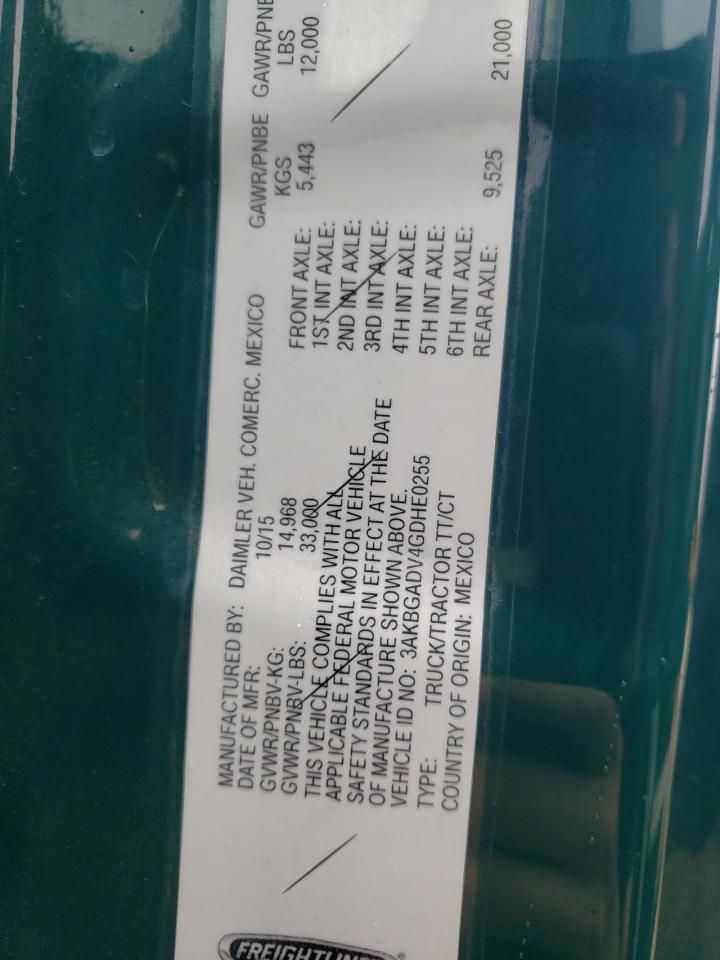 FREIGHTLINER
MANUFACTURED BY: DAIMLER VEH. COMERC. MEXICO
DATE OF MFR: 10/15
GVWR/PNBV-KG: 14,968
GVWR/PNBV-LBS: 33,000
THIS VEHICLE COMPLIES WITH ALL
APPLICABLE FEDERAL MOTOR VEHICLE
SAFETY STANDARDS IN EFFECT AT THE DATE
OF MANUFACTURE SHOWN ABOVE.
VEHICLE ID NO: 3AKBGADV4GDHE0255
TYPE: TRUCK/TRACTOR TT/CT
COUNTRY OF ORIGIN: MEXICO
GAWR/PNBE GAWR/PNBE
KGS LBS
FRONT AXLE: 5,443 12,000
1ST INT AXLE:
2ND INT AXLE:
3RD INT AXLE:
4TH INT AXLE:
5TH INT AXLE:
6TH INT AXLE:
REAR AXLE: 9,525 21,000